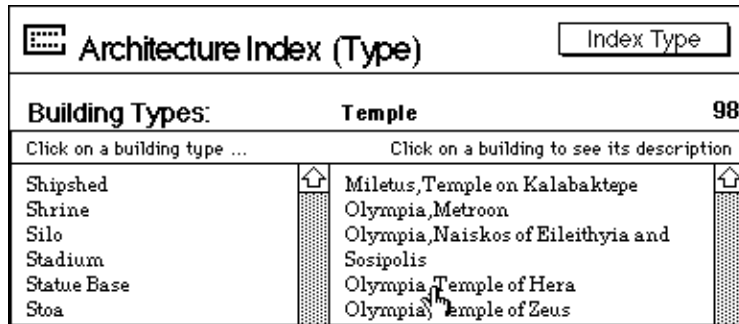 Architecture Index (Type)
Index Type
Building Types:
Temple
98
Click on a building type ...
Click on a building to see its description
Shipshed
Shrine
Silo
Stadium
Statue Base
Stoa
Miletus,Temple on Kalabaktepe
Olympia,Metroon
Olympia,Naiskos of Eileithyia and
Sosipolis
Olympia,Temple of Hera
Olympia, Temple of Zeus